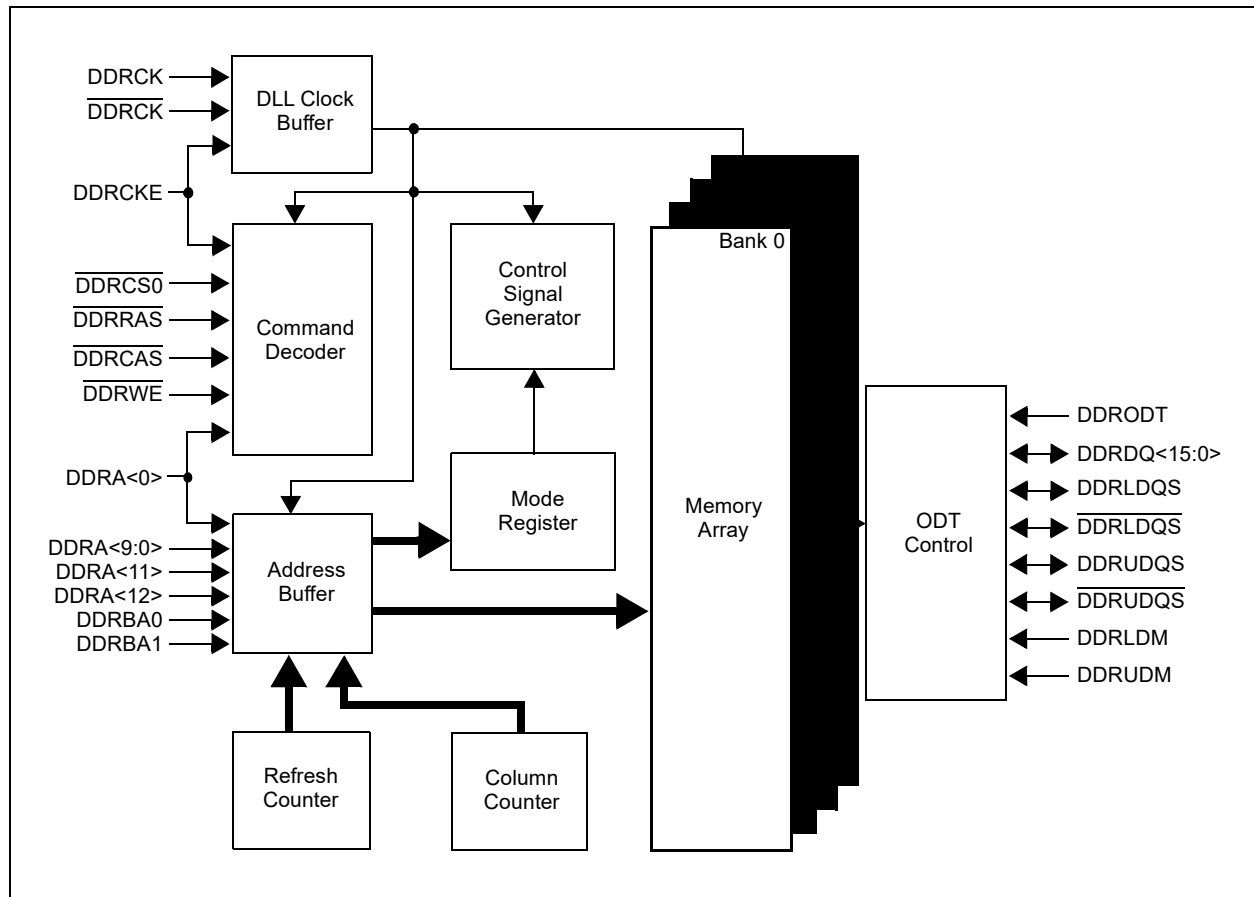 DDRCK
DDRCK
DDRCKE
DDRCS0
DDRRAS
DDRCAS
DDRWE
DDRA<0>
DDRA<9:0>
DDRA<11>
DDRA<12>
DDRBA0
DDRBA1
DLL Clock
Buffer
Command
Decoder
Control
Signal
Generator
Mode
Register
Address
Buffer
Refresh
Counter
Column
Counter
Bank 0
Memory
Array
ODT
Control
DDRODT
DDRDQ<15:0>
DDRLDQS
DDRLDQS
DDRUDQS
DDRUDQS
DDRLDM
DDRUDM